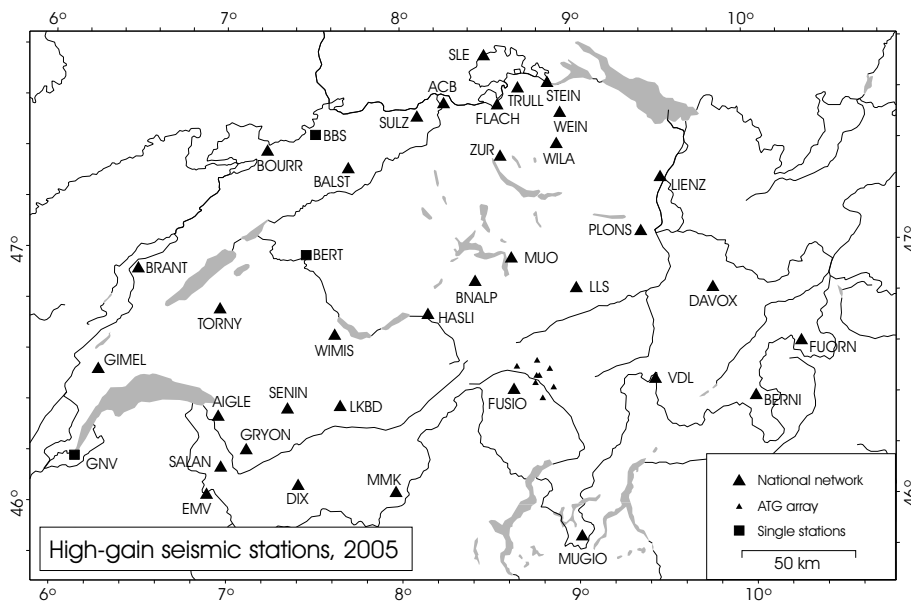 6° 7° 8° 9° 10°
SLE
ACB
TRULL
STEIN
FLACH
SULZ
WEIN
BBS
BOURR
ZUR
WILA
BALST
LIENZ
47°
47°
PLONS
BERT
MUO
BRANT
BNALP
LLS
DAVOX
TORNY
HASLI
WIMIS
FUORN
GIMEL
VDL
SENIN
FUSIO
AIGLE
LKBD
BERNI
GRYON
GNV
SALAN
MMK
National network
46°
46°
EMV
DIX
ATG array
Single stations
High-gain seismic stations, 2005
MUGIO
50 km
6° 7° 8° 9° 10°